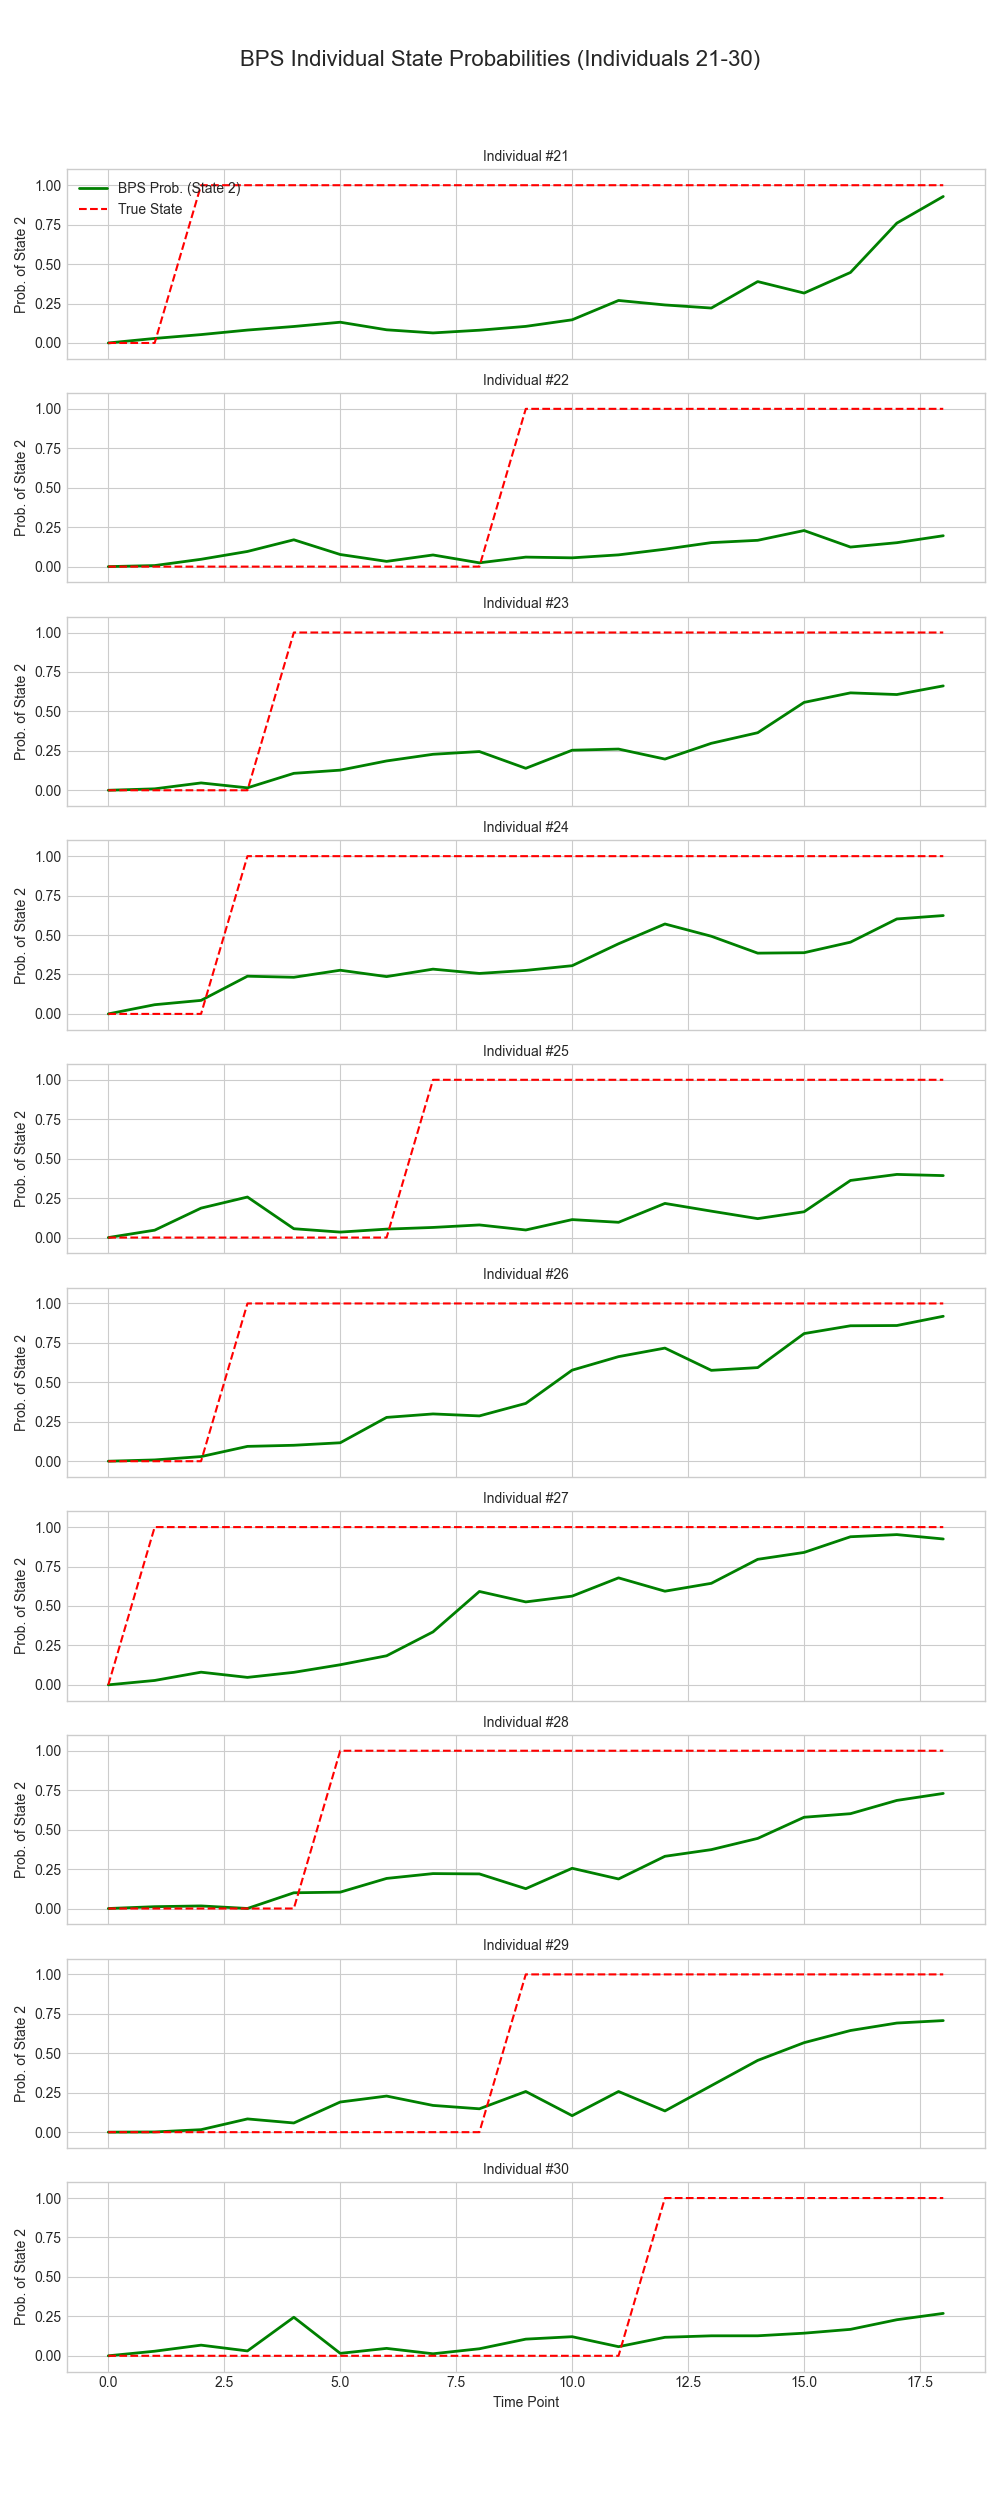 BPS Individual State Probabilities (Individuals 21-30)
Individual #21
BPS Prob. (State 2)
True State
1.00
0.75
0.50
0.25
0.00
Prob. of State 2
Individual #22
1.00
0.75
0.50
0.25
0.00
Prob. of State 2
Individual #23
1.00
0.75
0.50
0.25
0.00
Prob. of State 2
Individual #24
1.00
0.75
0.50
0.25
0.00
Prob. of State 2
Individual #25
1.00
0.75
0.50
0.25
0.00
Prob. of State 2
Individual #26
1.00
0.75
0.50
0.25
0.00
Prob. of State 2
Individual #27
1.00
0.75
0.50
0.25
0.00
Prob. of State 2
Individual #28
1.00
0.75
0.50
0.25
0.00
Prob. of State 2
Individual #29
1.00
0.75
0.50
0.25
0.00
Prob. of State 2
Individual #30
1.00
0.75
0.50
0.25
0.00
Prob. of State 2
0.0 2.5 5.0 7.5 10.0 12.5 15.0 17.5
Time Point